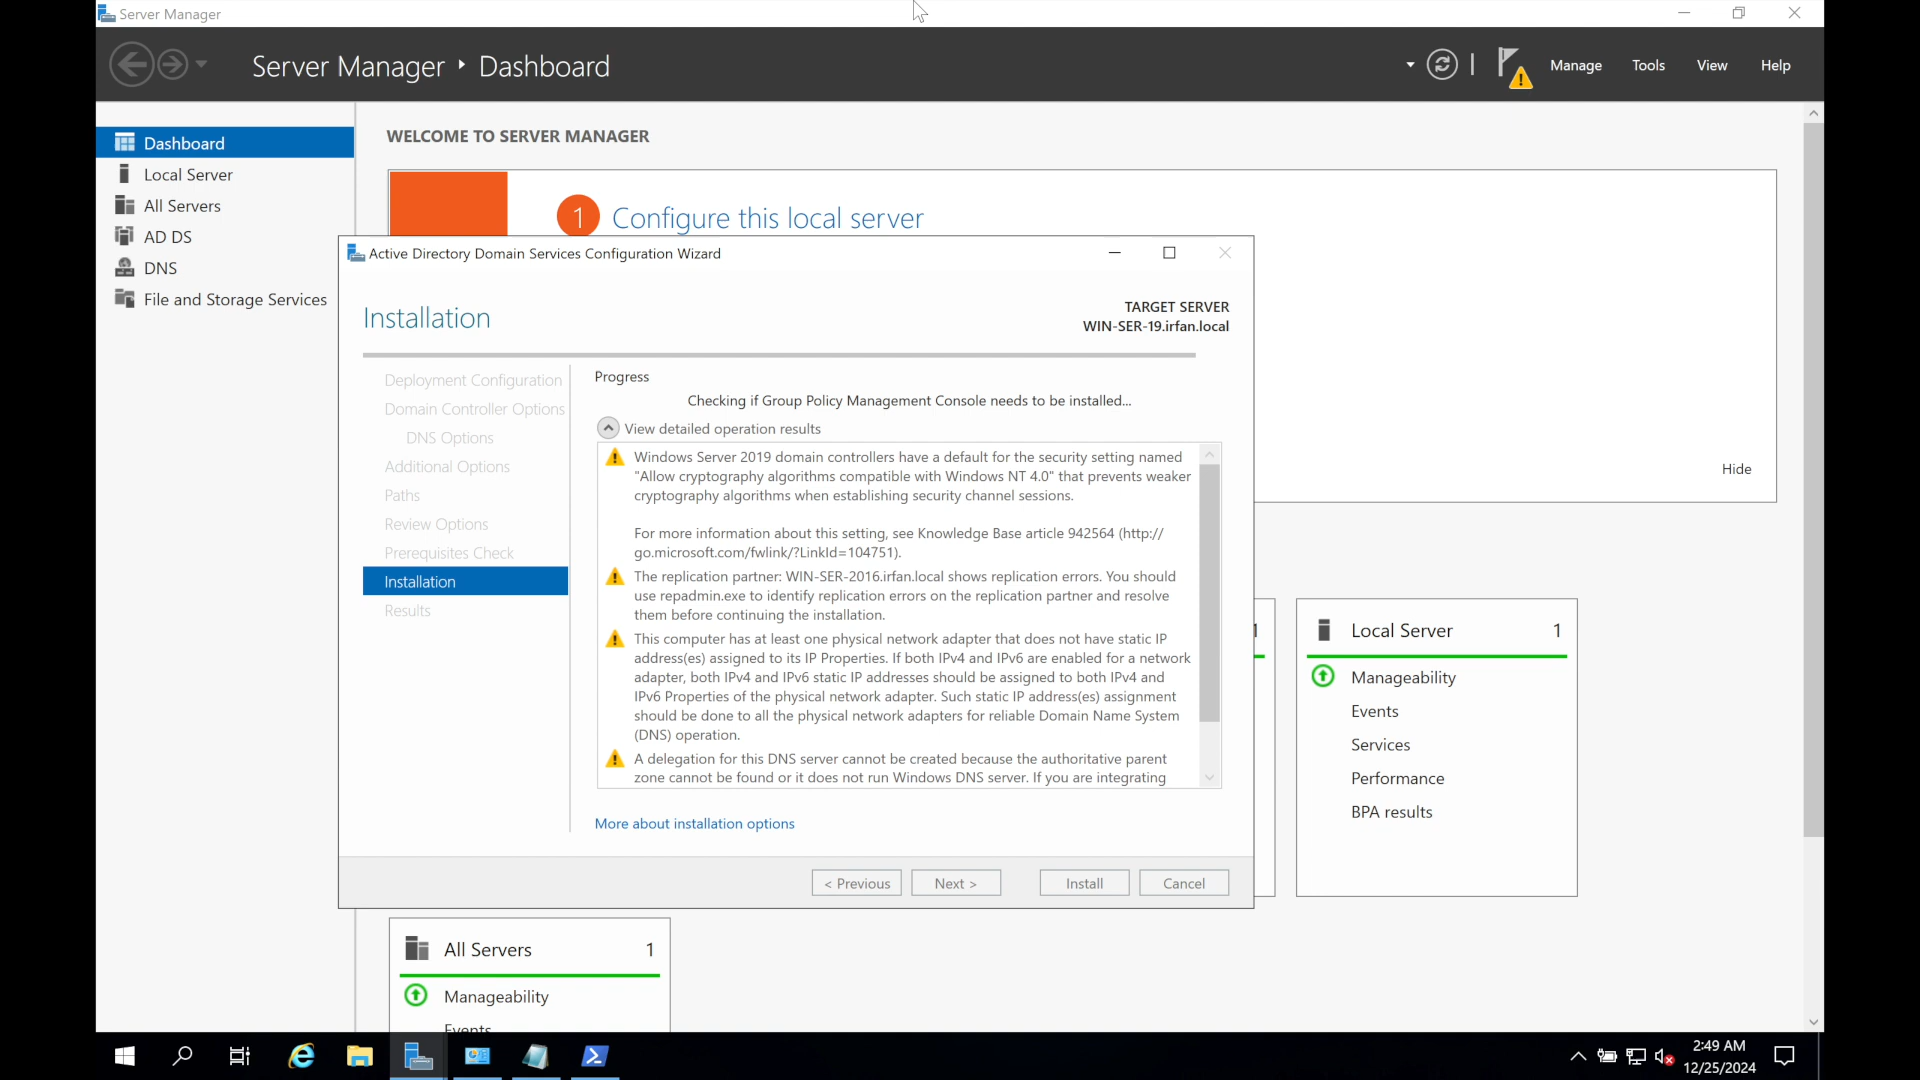 Server Manager
Server Manager ‣ Dashboard
Manage Tools View Help
Dashboard
Local Server
All Servers
AD DS
DNS
File and Storage Services
WELCOME TO SERVER MANAGER
1 Configure this local server
Hide
Active Directory Domain Services Configuration Wizard
Installation
TARGET SERVER
WIN-SER-19.irfan.local
Deployment Configuration
Domain Controller Options
DNS Options
Additional Options
Paths
Review Options
Prerequisites Check
Installation
Results
Progress
Checking if Group Policy Management Console needs to be installed...
View detailed operation results
Windows Server 2019 domain controllers have a default for the security setting named
"Allow cryptography algorithms compatible with Windows NT 4.0" that prevents weaker
cryptography algorithms when establishing security channel sessions.
For more information about this setting, see Knowledge Base article 942564 (http://
go.microsoft.com/fwlink/?LinkId=104751).
The replication partner: WIN-SER-2016.irfan.local shows replication errors. You should
use repadmin.exe to identify replication errors on the replication partner and resolve
them before continuing the installation.
This computer has at least one physical network adapter that does not have static IP
address(es) assigned to its IP Properties. If both IPv4 and IPv6 are enabled for a network
adapter, both IPv4 and IPv6 static IP addresses should be assigned to both IPv4 and
IPv6 Properties of the physical network adapter. Such static IP address(es) assignment
should be done to all the physical network adapters for reliable Domain Name System
(DNS) operation.
A delegation for this DNS server cannot be created because the authoritative parent
zone cannot be found or it does not run Windows DNS server. If you are integrating
More about installation options
< Previous Next > Install Cancel
1
Local Server 1
Manageability
Events
Services
Performance
BPA results
All Servers 1
Manageability
Events
2:49 AM
12/25/2024